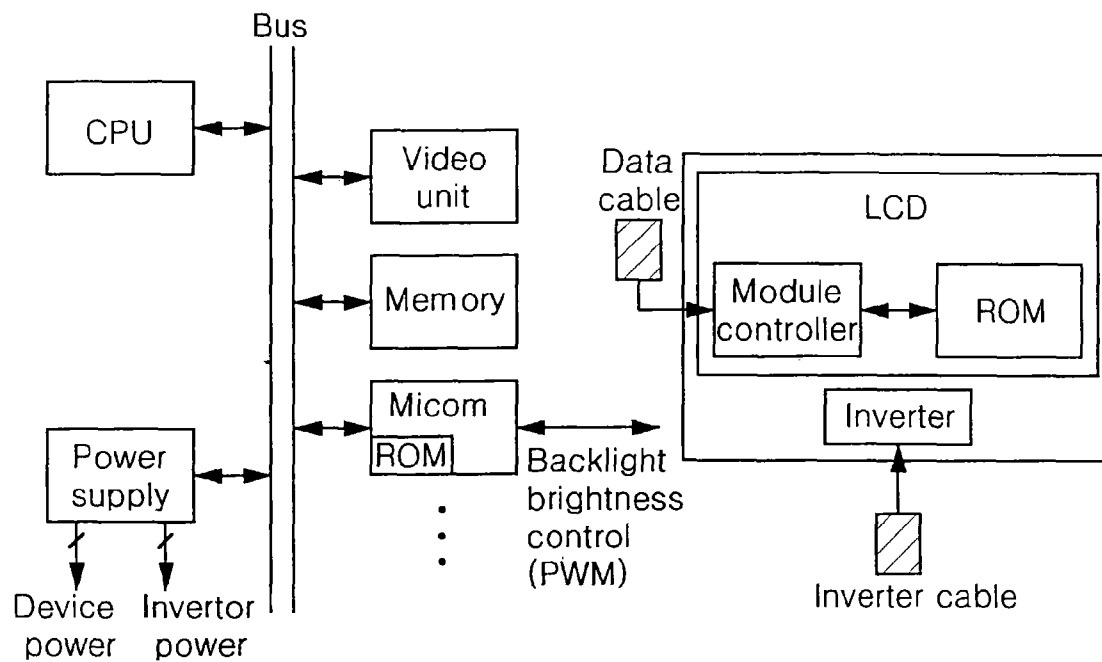 Bus
CPU
Video
unit
Memory
Micom
ROM
Power
supply
Device
power
Invertor
power
Backlight
brightness
control
(PWM)
Data
cable
LCD
Module
controller
ROM
Inverter
Inverter cable